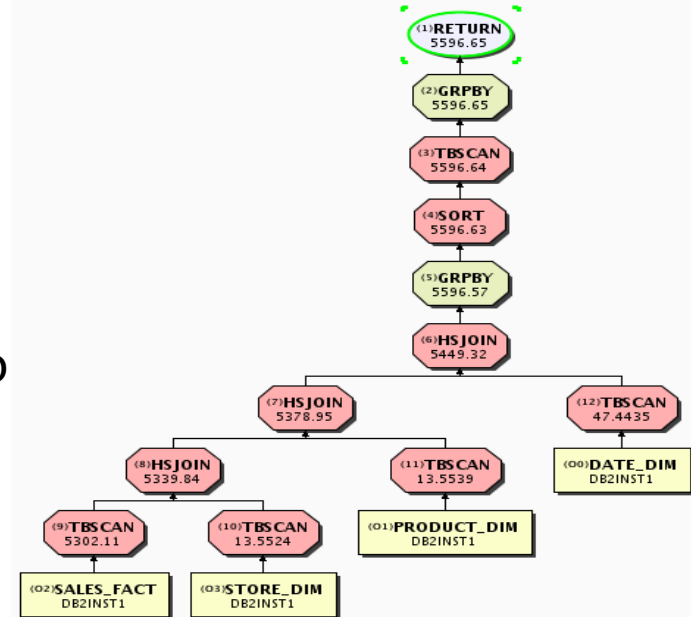 (1)RETURN
5596.65
(2)GRPBY
5596.65
(3)TBSCAN
5596.64
(4)SORT
5596.63
(5)GRPBY
5596.57
(6)HSJOIN
5449.32
(7)HSJOIN
5378.95
(12)TBSCAN
47.4435
(8)HSJOIN
5339.84
(11)TBSCAN
13.5539
(O0)DATE_DIM
DB2INST1
(9)TBSCAN
5302.11
(10)TBSCAN
13.5524
(O1)PRODUCT_DIM
DB2INST1
(O2)SALES_FACT
DB2INST1
(O3)STORE_DIM
DB2INST1